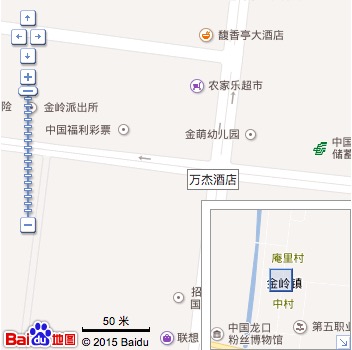 馥香亭大酒店
农家乐超市
险
金岭派出所
中国福利彩票
金萌幼儿园
中国
储蓄
万杰酒店
庵里村
金岭镇
中村
招
国
50 米
中国龙口
粉丝博物馆
第五职
联想
Baidu地图
© 2015 Baidu